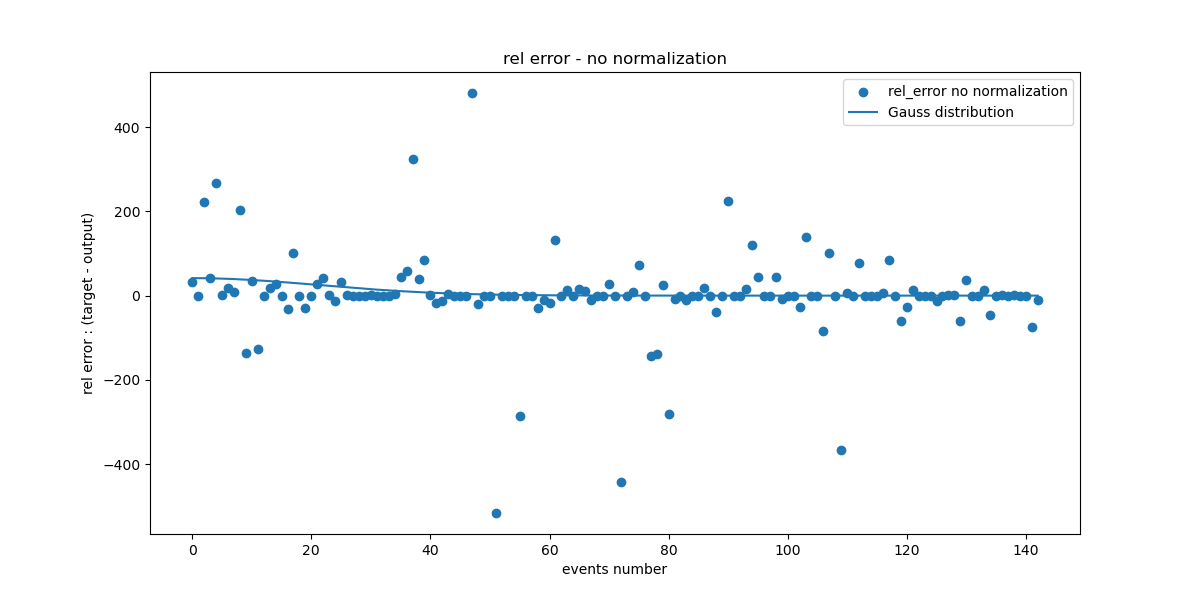 rel error - no normalization
rel_error no normalization
Gauss distribution
rel error : (target - output)
400
200
0
−200
−400
0
20
40
60
80
100
120
140
events number